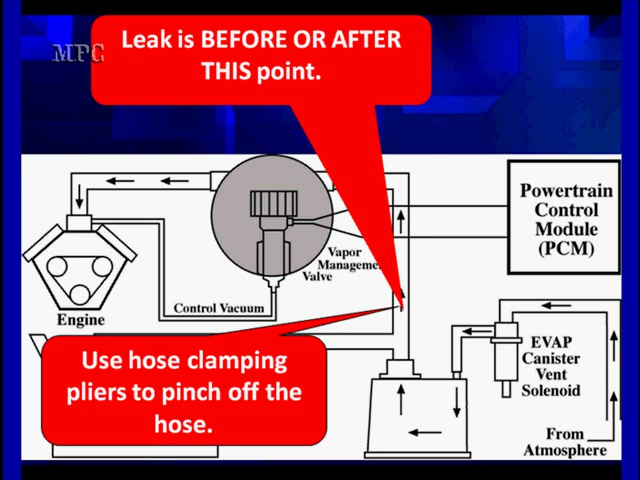 Leak is BEFORE OR AFTER
THIS point.
MPC
Powertrain
Control
Module
(PCM)
Vapor
Management
Valve
Control Vacuum
Engine
EVAP
Canister
Vent
Solenoid
Use hose clamping
pliers to pinch off the
hose.
From
Atmosphere